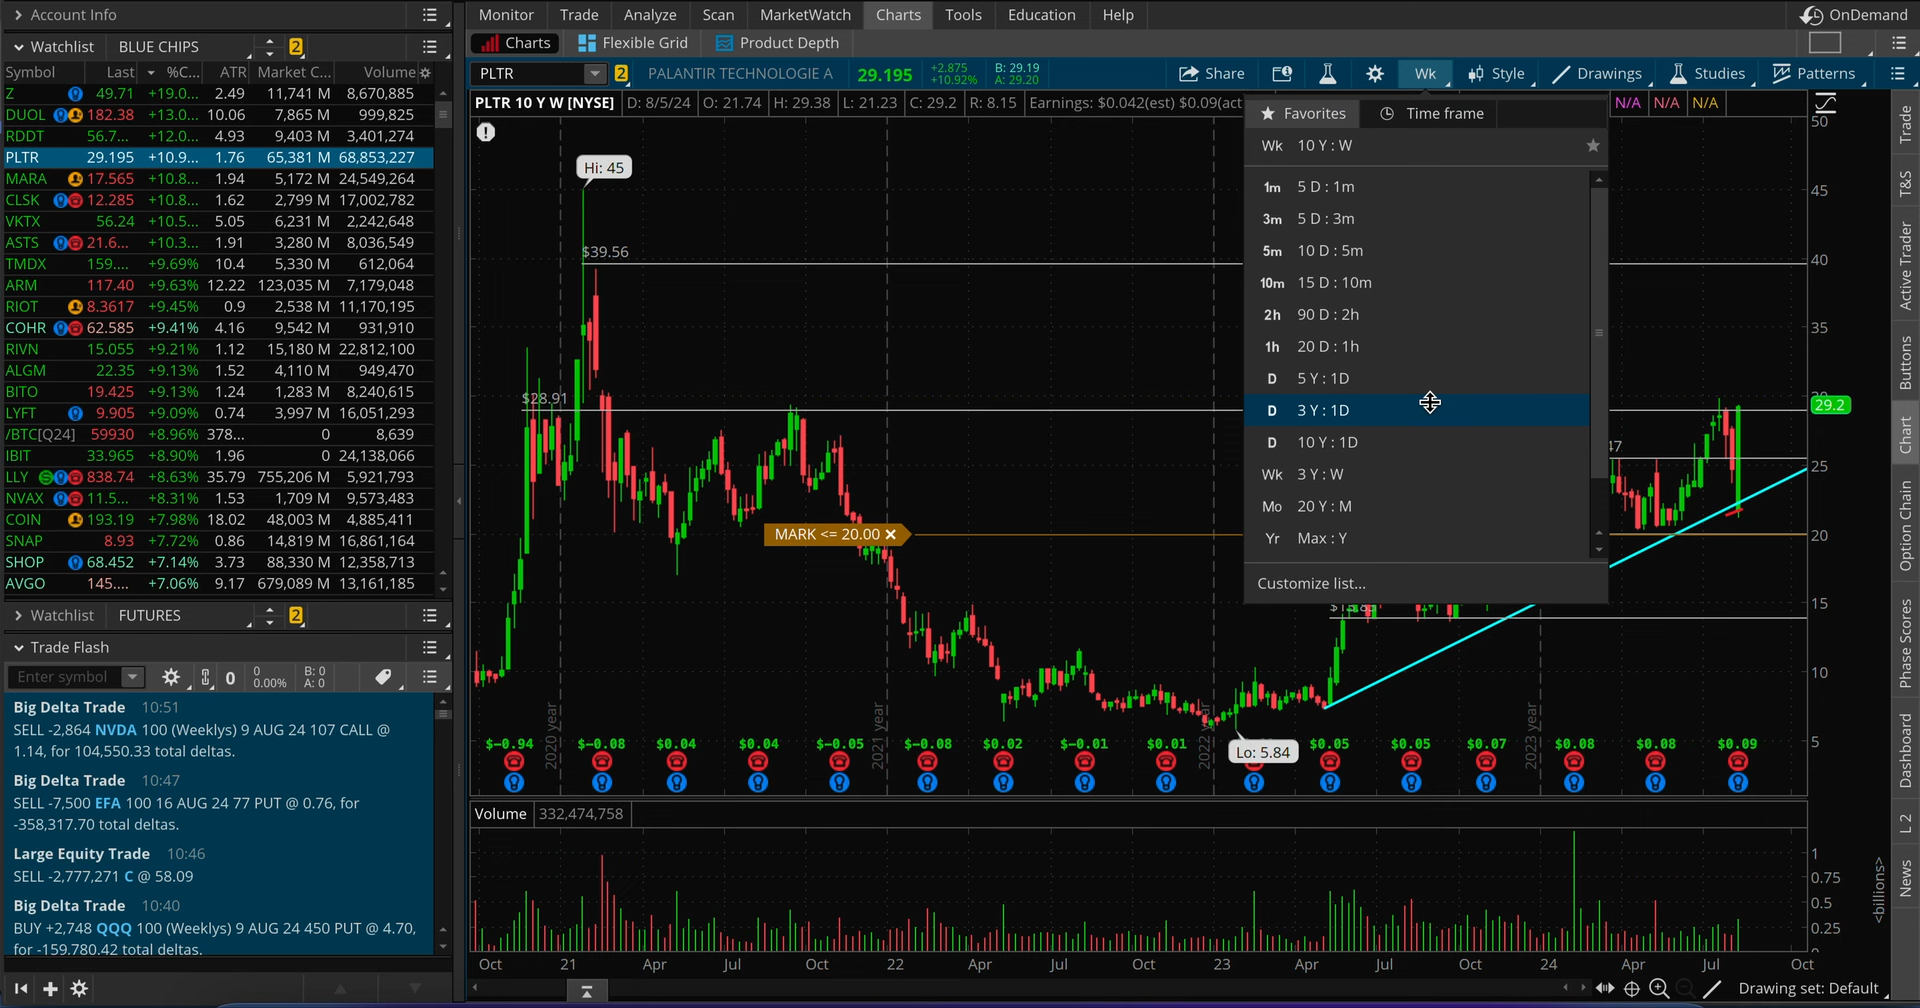 Account Info
Watchlist BLUE CHIPS 2
Symbol Last %C... ATR Market C... Volume
Z 49.71 +19.0... 2.49 11,741 M 8,670,885
DUOL 182.38 +13.0... 10.06 7,865 M 999,825
RDDT 56.7... +12.0... 4.93 9,403 M 3,401,274
PLTR 29.195 +10.9... 1.76 65,381 M 68,853,227
MARA 17.565 +10.8... 1.94 5,172 M 24,549,264
CLSK 12.285 +10.8... 1.62 2,799 M 17,002,782
VKTX 56.24 +10.5... 5.05 6,231 M 2,242,648
ASTS 21.6... +10.3... 1.91 3,280 M 8,036,549
TMDX 159.... +9.69% 10.4 5,330 M 612,064
ARM 117.40 +9.63% 12.22 123,035 M 7,179,048
RIOT 8.3617 +9.45% 0.9 2,538 M 11,170,195
COHR 62.585 +9.41% 4.16 9,542 M 931,910
RIVN 15.055 +9.21% 1.12 15,180 M 22,812,100
ALGM 22.35 +9.13% 1.52 4,110 M 949,470
BITO 19.425 +9.13% 1.24 1,283 M 8,240,615
LYFT 9.905 +9.09% 0.74 3,997 M 16,051,293
/BTC[Q24] 59930 +8.96% 378... 0 8,639
IBIT 33.965 +8.90% 1.96 0 24,138,066
LLY 838.74 +8.63% 35.79 755,206 M 5,921,793
NVAX 11.5... +8.31% 1.53 1,709 M 9,573,483
COIN 193.19 +7.98% 18.02 48,003 M 4,885,411
SNAP 8.93 +7.72% 0.86 14,819 M 16,861,164
SHOP 68.452 +7.14% 3.73 88,330 M 12,358,713
AVGO 145.... +7.06% 9.17 679,089 M 13,161,185
Watchlist FUTURES 2
Trade Flash
Enter symbol 0 0 0.00% B: 0 A: 0
Big Delta Trade 10:51
SELL -2,864 NVDA 100 (Weeklys) 9 AUG 24 107 CALL @
1.14, for 104,550.33 total deltas.
Big Delta Trade 10:47
SELL -7,500 EFA 100 16 AUG 24 77 PUT @ 0.76, for
-358,317.70 total deltas.
Large Equity Trade 10:46
SELL -2,777,271 C @ 58.09
Big Delta Trade 10:40
BUY +2,748 QQQ 100 (Weeklys) 9 AUG 24 450 PUT @ 4.70,
for -159,780.42 total deltas.
Monitor Trade Analyze Scan MarketWatch Charts Tools Education Help OnDemand
Charts Flexible Grid Product Depth
PLTR 2 PALANTIR TECHNOLOGIE A 29.195 +2.875 +10.92% B: 29.19 A: 29.20 Share Wk Style Drawings Studies Patterns
PLTR 10 Y W [NYSE] D: 8/5/24 O: 21.74 H: 29.38 L: 21.23 C: 29.2 R: 8.15 Earnings: $0.042(est) $0.09(act N/A N/A N/A
Favorites Time frame
Wk 10 Y : W
1m 5 D : 1m
3m 5 D : 3m
5m 10 D : 5m
10m 15 D : 10m
2h 90 D : 2h
1h 20 D : 1h
D 5 Y : 1D
D 3 Y : 1D
D 10 Y : 1D
Wk 3 Y : W
Mo 20 Y : M
Yr Max : Y
Customize list...
Hi: 45
$39.56
$28.91
MARK <= 20.00
47
Lo: 5.84
50
45
40
35
29.2
25
20
15
10
5
2020 year
2021 year
2022 year
2023 year
$-0.94 $-0.08 $0.04 $0.04 $-0.05 $-0.08 $0.02 $-0.01 $0.01 $0.05 $0.05 $0.07 $0.08 $0.08 $0.09
Volume 332,474,758
1
0.75
0.5
0.25
<billions>
Oct 21 Apr Jul Oct 22 Apr Jul Oct 23 Apr Jul Oct 24 Apr Jul Oct
Drawing set: Default
Trade
T&S
Active Trader
Buttons
Chart
Option Chain
Phase Scores
Dashboard
L 2
News